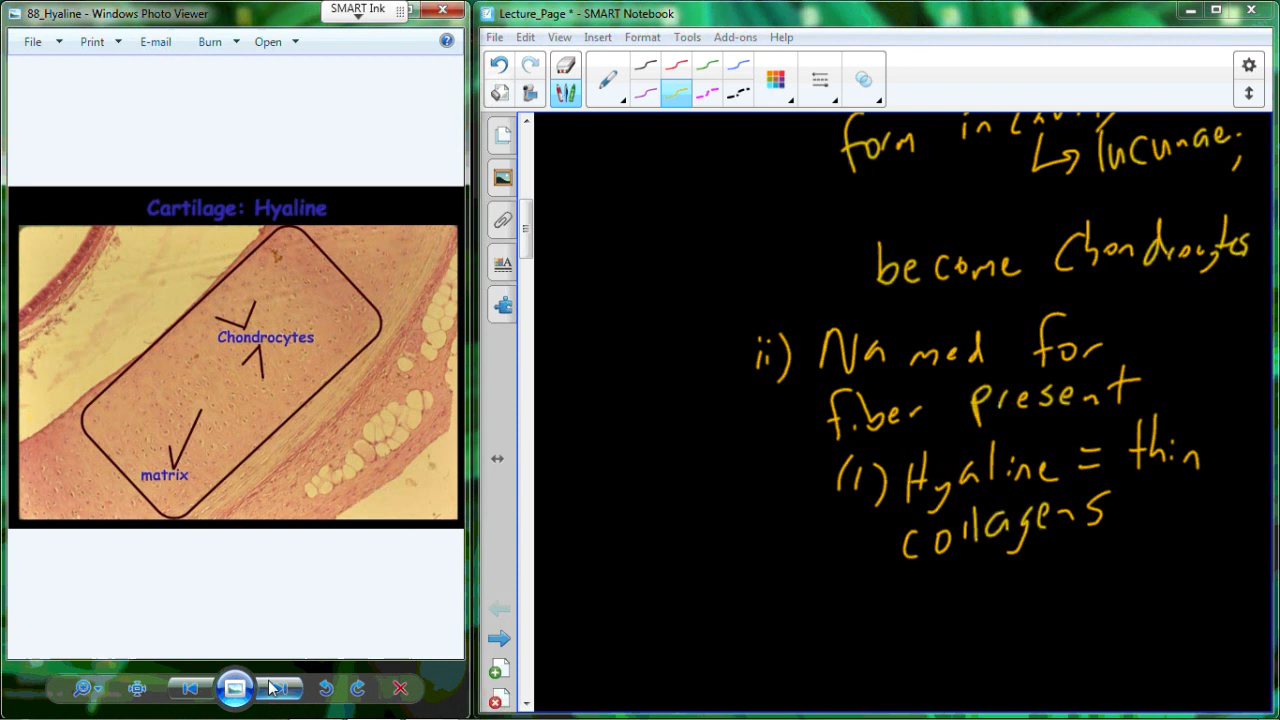 88_Hyaline - Windows Photo Viewer
SMART Ink
File Print E-mail Burn Open
Cartilage: Hyaline
Chondrocytes
matrix
Lecture_Page * - SMART Notebook
File Edit View Insert Format Tools Add-ons Help
form in
↳ lucunae;
become Chondrocytes
ii) Named for
fiber present
(1) Hyaline = thin
collagens